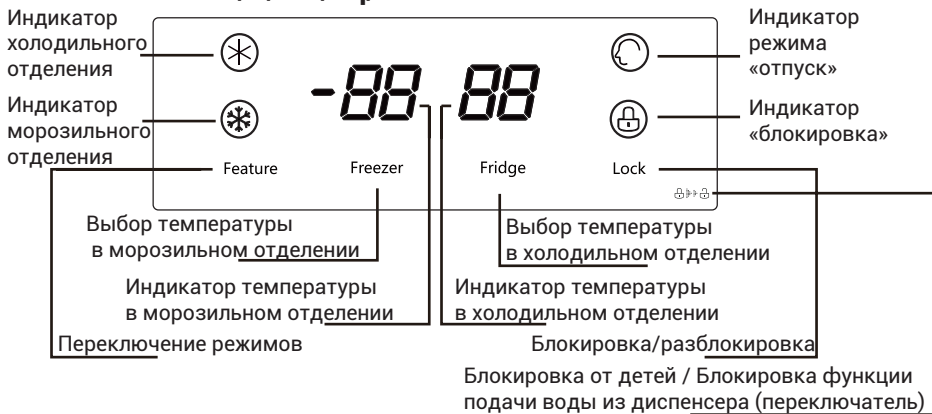 Индикатор
холодильного
отделения
Индикатор
морозильного
отделения
-88 88
Feature Freezer Fridge Lock
Индикатор
режима
«отпуск»
Индикатор
«блокировка»
Выбор температуры
в морозильном отделении
Выбор температуры
в холодильном отделении
Индикатор температуры
в морозильном отделении
Индикатор температуры
в холодильном отделении
Переключение режимов
Блокировка/разблокировка
Блокировка от детей / Блокировка функции
подачи воды из диспенсера (переключатель)